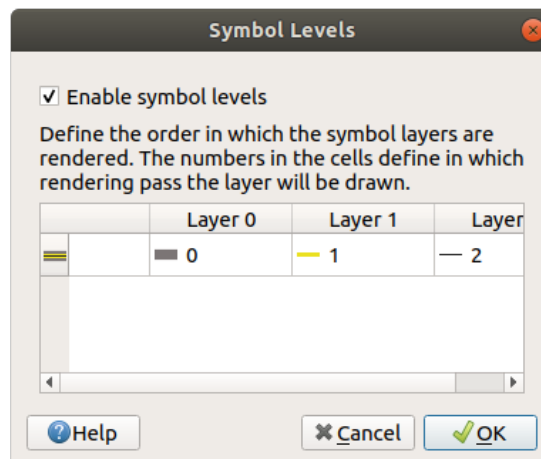 Symbol Levels
Enable symbol levels
Define the order in which the symbol layers are
rendered. The numbers in the cells define in which
rendering pass the layer will be drawn.
Layer 0 Layer 1 Layer
0 1 2
Help Cancel OK